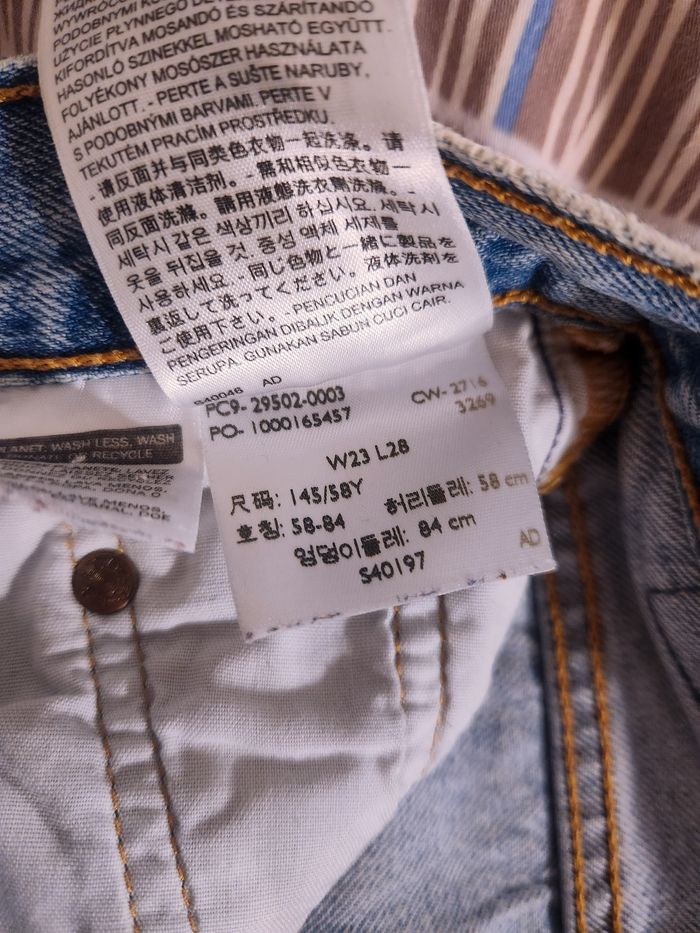 WYWRÓC
PODOBNYMI KO
UŻYCIE PŁYNNEGO
KIFORDÍTVA MOSANDÓ ÉS SZÁRÍTANDÓ
HASONLÓ SZINEKKEL MOSHATÓ EGYÜTT.
FOLYÉKONY MOSÓSZER HASZNÁLATA
AJÁNLOTT. - PERTE A SUŠTE NARUBY,
S PODOBNÝMI BARVAMI. PERTE V
TEKUTÉM PRACÍM PROSTŘEDKU.
- 请反面并与同类色衣物一起洗涤。请
使用液体清洁剂。- 需和相似色衣物一
同反面洗滌。請用液態洗衣劑洗滌。-
세탁시 같은 색상끼리 하십시요. 세탁시
옷을 뒤집을 것. 중성 액체 세제를
사용하세요. - 同じ色物と一緒に製品を
裏返して洗ってください。液体洗剤を
ご使用下さい。- PENCUCIAN DAN
PENGERINGAN DIBALIK DENGAN WARNA
SERUPA. GUNAKAN SABUN CUCI CAIR.
AD
PC9- 29502-0003
CW- 2716
PO- 1000165457
3269
W23 L28
尺码: 145/58Y
허리둘레: 58 cm
호칭: 58-84
엉덩이둘레: 84 cm
AD
S40197
PLANET. WASH LESS, WASH
OR RECYCLE